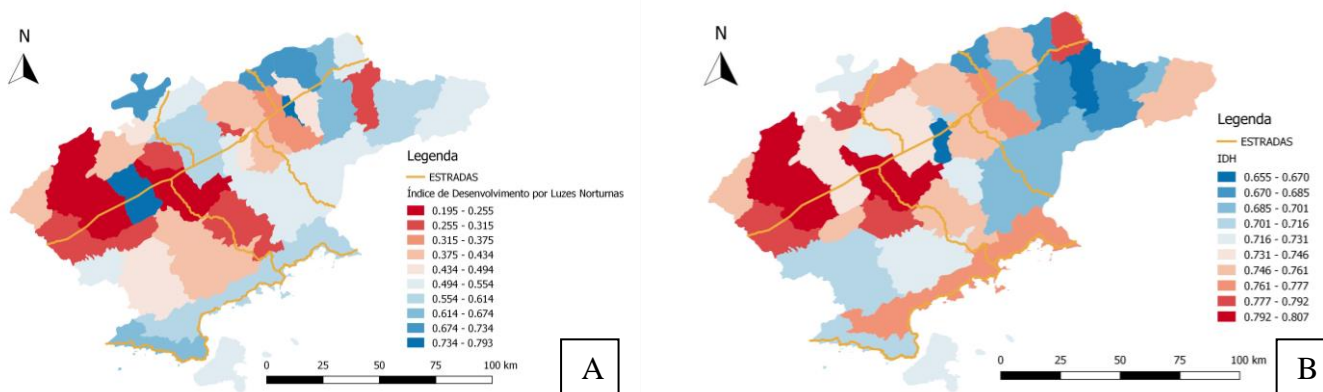 N
Legenda
ESTRADAS
Índice de Desenvolvimento por Luzes Norturnas
0.195 - 0.255
0.255 - 0.315
0.315 - 0.375
0.375 - 0.434
0.434 - 0.494
0.494 - 0.554
0.554 - 0.614
0.614 - 0.674
0.674 - 0.734
0.734 - 0.793
0 25 50 75 100 km
A
N
Legenda
ESTRADAS
IDH
0.655 - 0.670
0.670 - 0.685
0.685 - 0.701
0.701 - 0.716
0.716 - 0.731
0.731 - 0.746
0.746 - 0.761
0.761 - 0.777
0.777 - 0.792
0.792 - 0.807
0 25 50 75 100 km
B